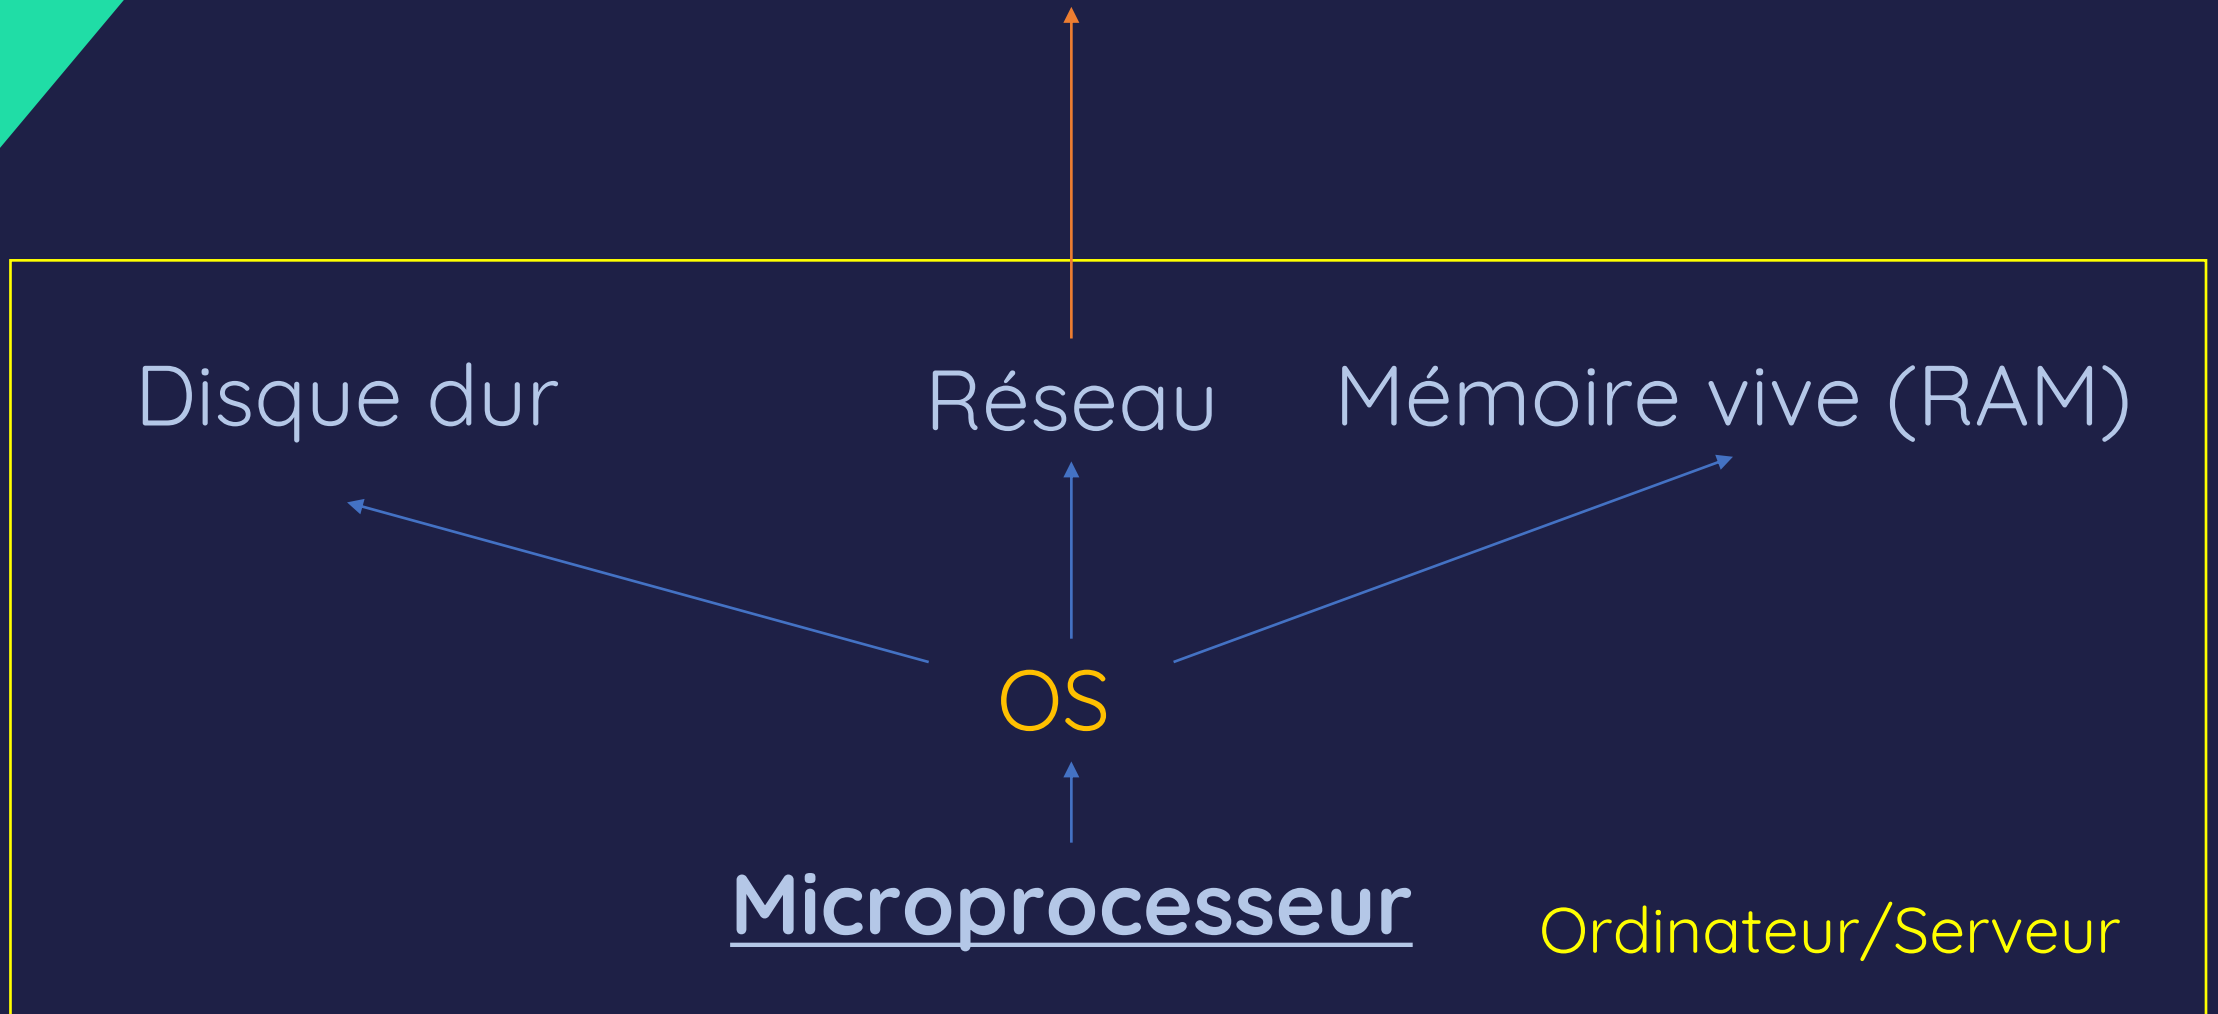 Disque dur
Réseau
Mémoire vive (RAM)
OS
Microprocesseur
Ordinateur/Serveur